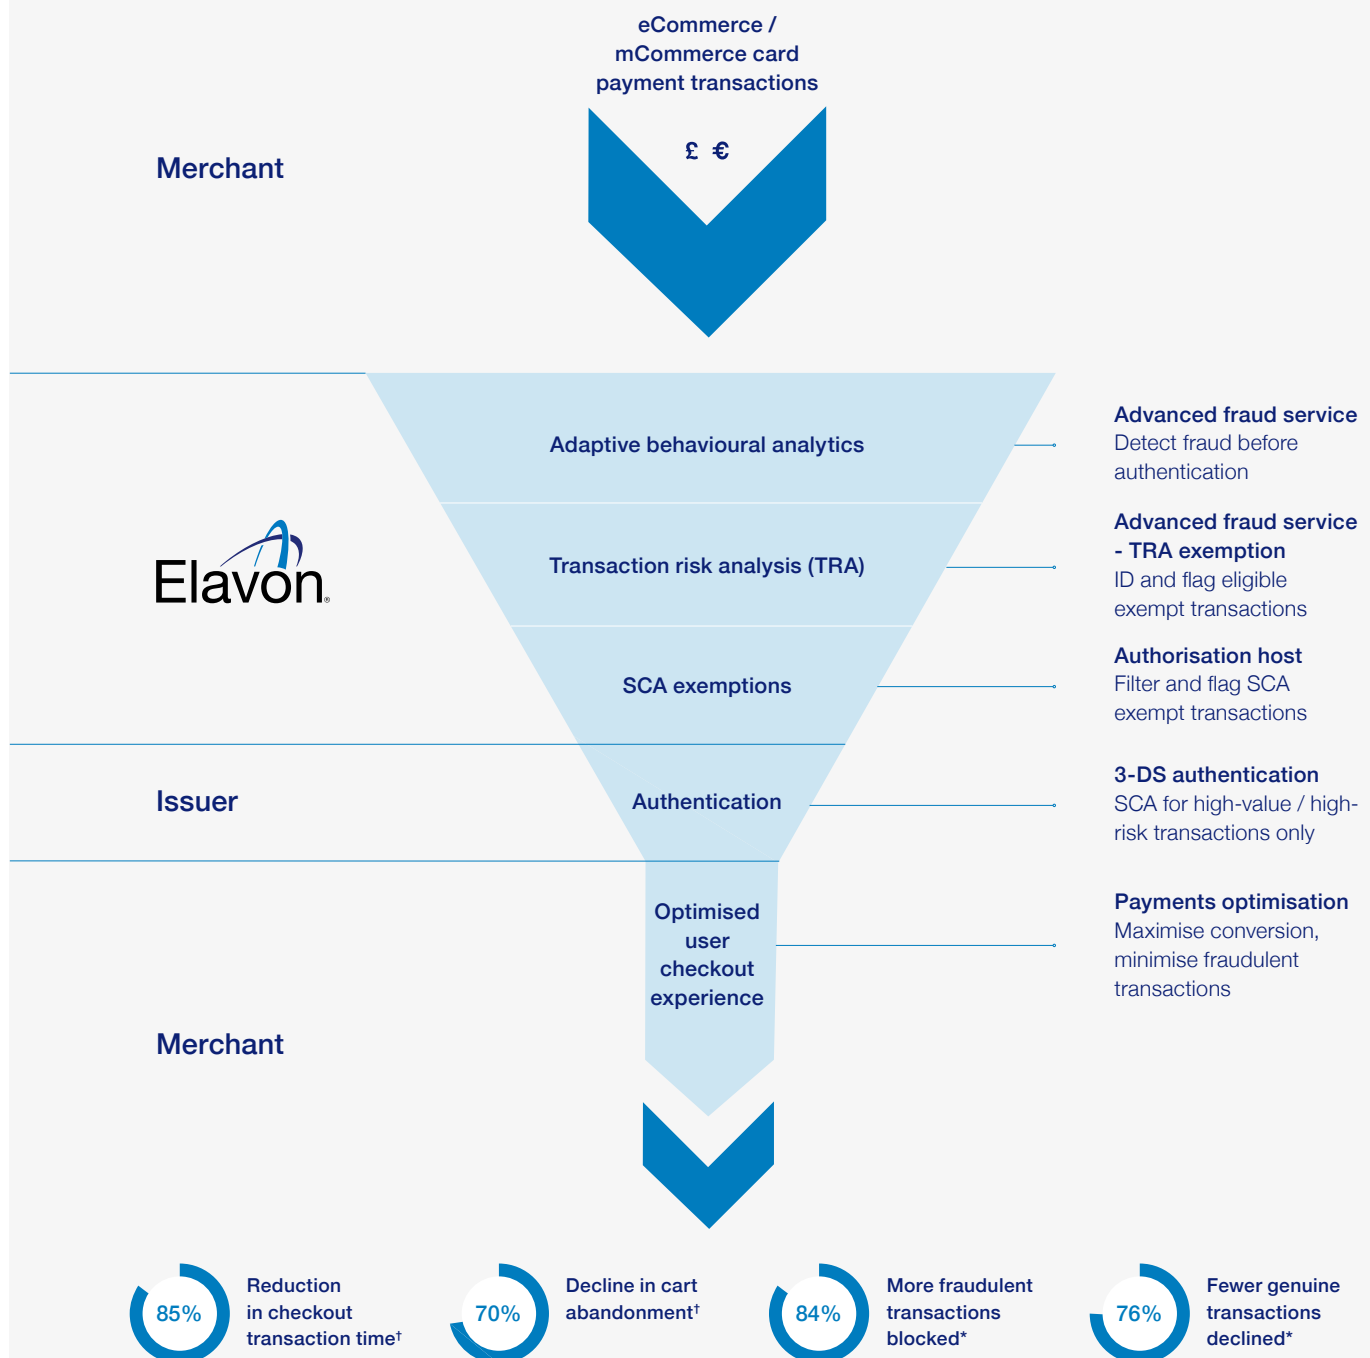 eCommerce /
mCommerce card
payment transactions
£ €
Merchant
Adaptive behavioural analytics
Advanced fraud service
Detect fraud before
authentication
Elavon®
Transaction risk analysis (TRA)
Advanced fraud service
- TRA exemption
ID and flag eligible
exempt transactions
SCA exemptions
Authorisation host
Filter and flag SCA
exempt transactions
Issuer
Authentication
3-DS authentication
SCA for high-value / high-
risk transactions only
Optimised
user
checkout
experience
Payments optimisation
Maximise conversion,
minimise fraudulent
transactions
Merchant
85%
Reduction
in checkout
transaction time†
70%
Decline in cart
abandonment†
84%
More fraudulent
transactions
blocked*
76%
Fewer genuine
transactions
declined*